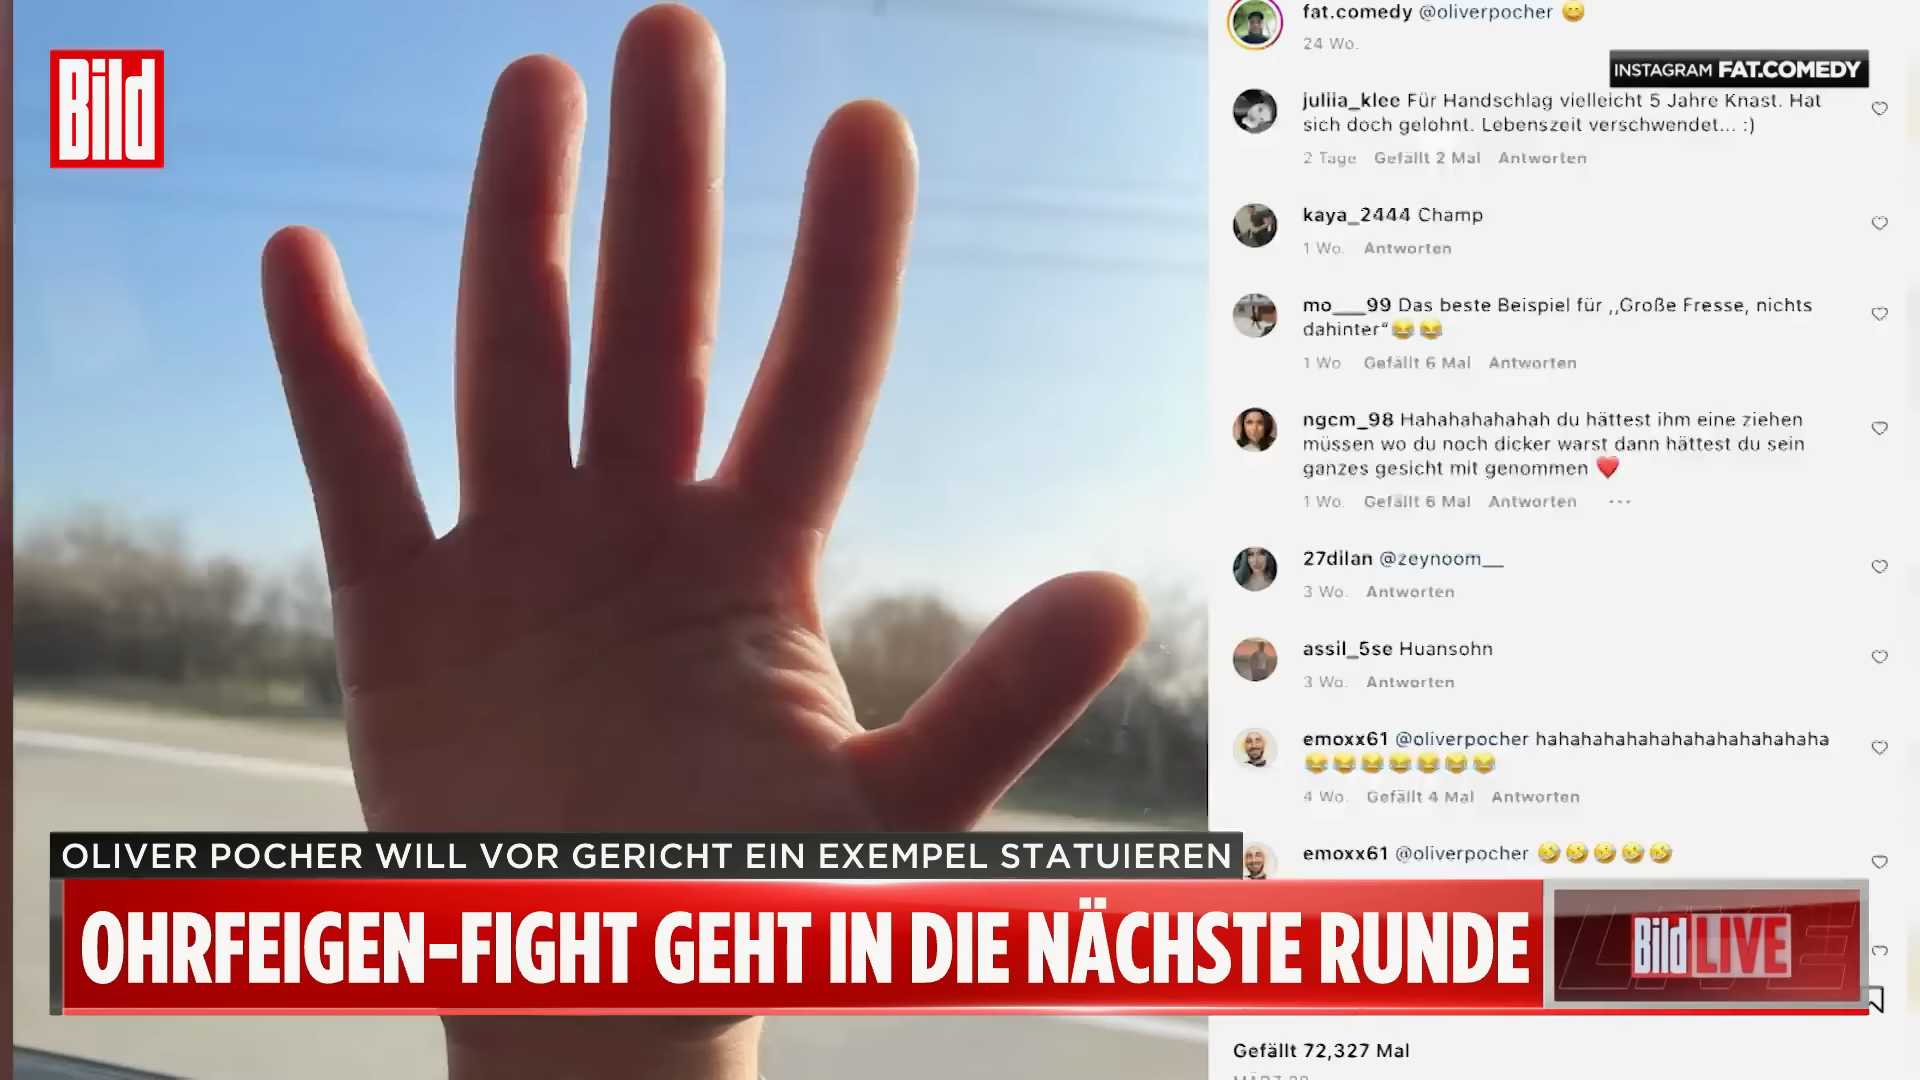 Bild
fat.comedy @oliverpocher 😊
24 Wo.
INSTAGRAM FAT.COMEDY
juliia_klee Für Handschlag vielleicht 5 Jahre Knast. Hat
sich doch gelohnt. Lebenszeit verschwendet... :)
2 Tage Gefällt 2 Mal Antworten
kaya_2444 Champ
1 Wo. Antworten
mo___99 Das beste Beispiel für ,,Große Fresse, nichts
dahinter“😂😂
1 Wo Gefällt 6 Mal Antworten
ngcm_98 Hahahahahahah du hättest ihm eine ziehen
müssen wo du noch dicker warst dann hättest du sein
ganzes gesicht mit genommen ❤️
1 Wo. Gefällt 6 Mal Antworten ...
27dilan @zeynoom__
3 Wo. Antworten
assil_5se Huansohn
3 Wo. Antworten
emoxx61 @oliverpocher hahahahahahahahahahahaha
😂😂😂😂😂😂😂
4 Wo. Gefällt 4 Mal Antworten
emoxx61 @oliverpocher 🤣🤣🤣🤣🤣
OLIVER POCHER WILL VOR GERICHT EIN EXEMPEL STATUIEREN
OHRFEIGEN-FIGHT GEHT IN DIE NÄCHSTE RUNDE
Bild LIVE
Gefällt 72,327 Mal